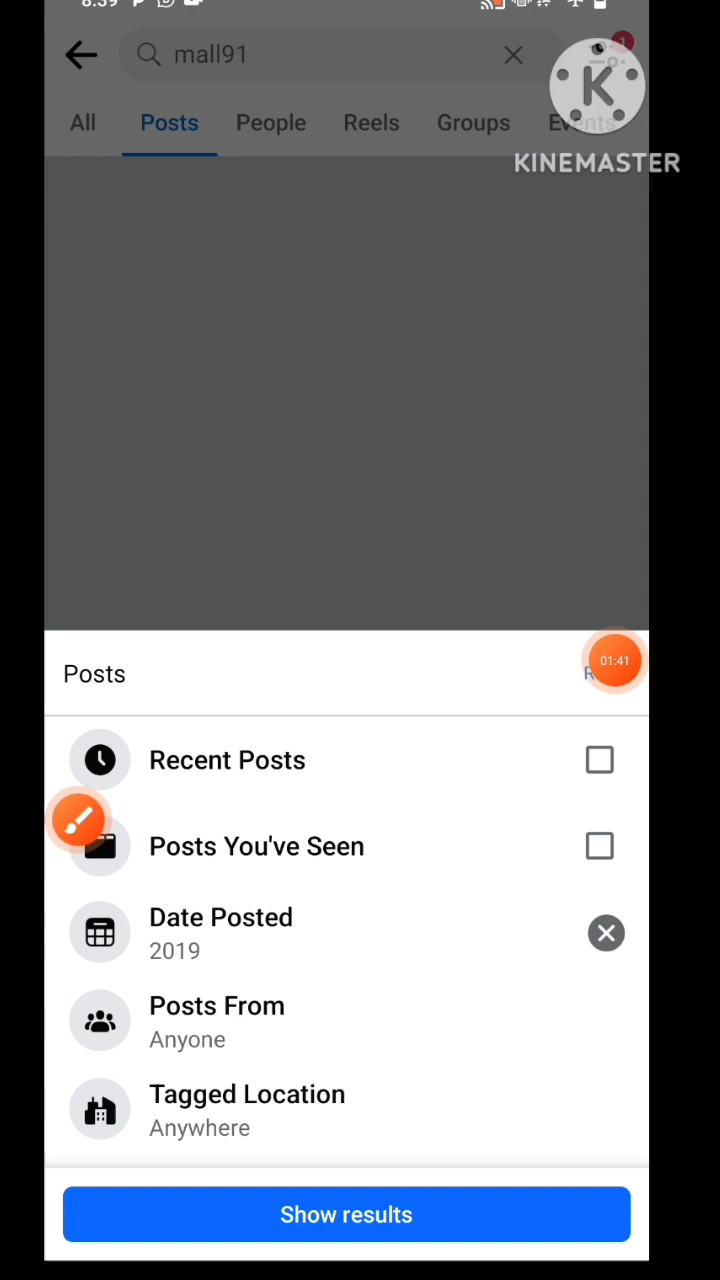 8:39
mall91
1
All Posts People Reels Groups Events
K
KINEMASTER
Posts
01:41
Recent Posts
Posts You've Seen
Date Posted
2019
Posts From
Anyone
Tagged Location
Anywhere
Show results